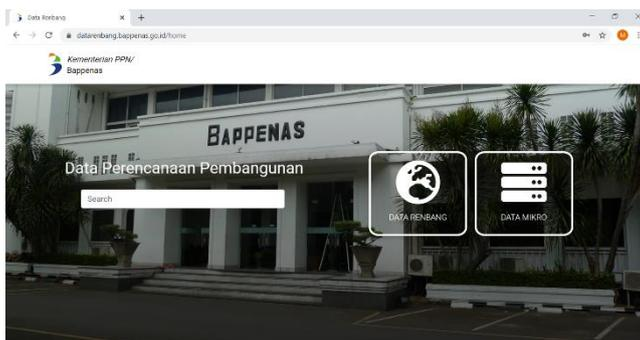 Data Renbang
datarenbang.bappenas.go.id/home
Kementerian PPN/
Bappenas
BAPPENAS
Data Perencanaan Pembangunan
Search
DATA RENBANG
DATA MIKRO